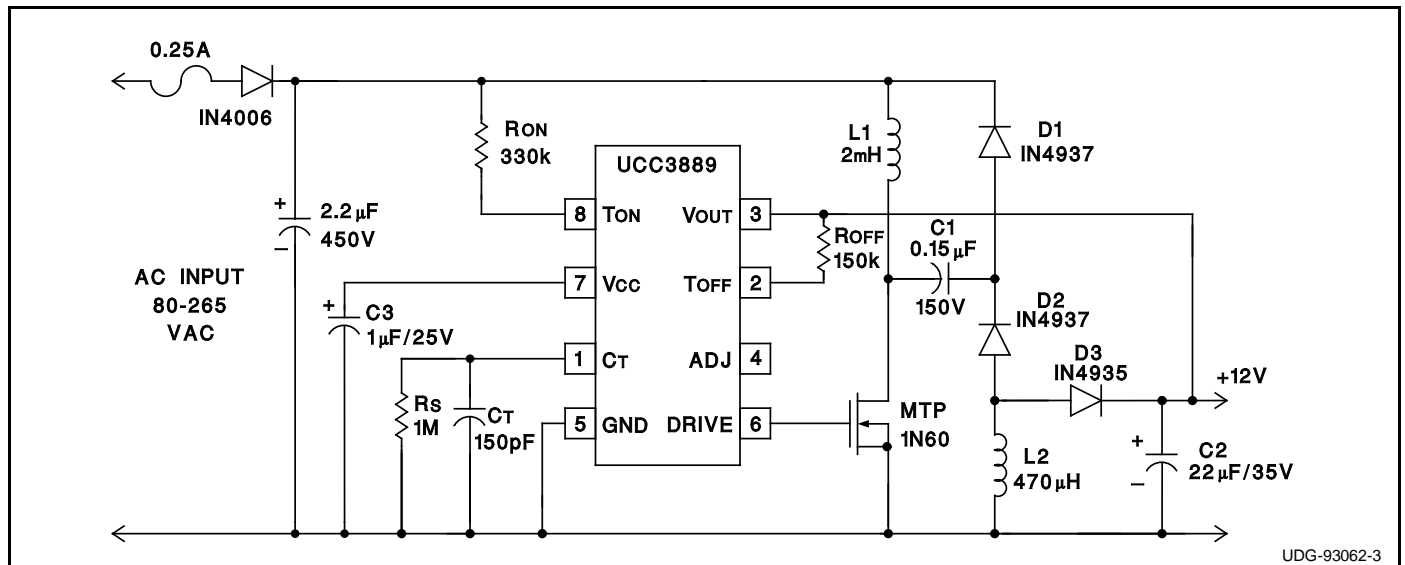 0.25A
IN4006
RON
330k
L1
2mH
D1
IN4937
UCC3889
8 TON
VOUT 3
+
2.2µF
450V
–
ROFF
150k
C1
0.15µF
150V
AC INPUT
80-265
VAC
7 VCC
TOFF 2
+
C3
1µF/25V
D2
IN4937
1 CT
ADJ 4
D3
IN4935
+12V
RS
1M
CT
150pF
5 GND
DRIVE 6
MTP
1N60
L2
470µH
+
C2
22µF/35V
–
UDG-93062-3